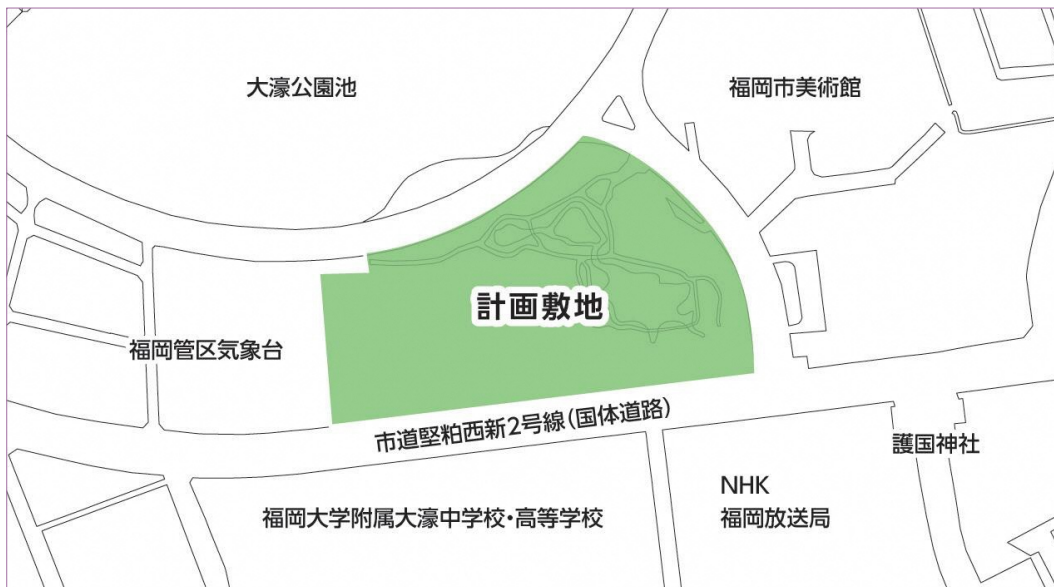 大濠公園池
福岡市美術館
計画敷地
福岡管区気象台
市道堅粕西新2号線(国体道路)
護国神社
NHK
福岡放送局
福岡大学附属大濠中学校・高等学校